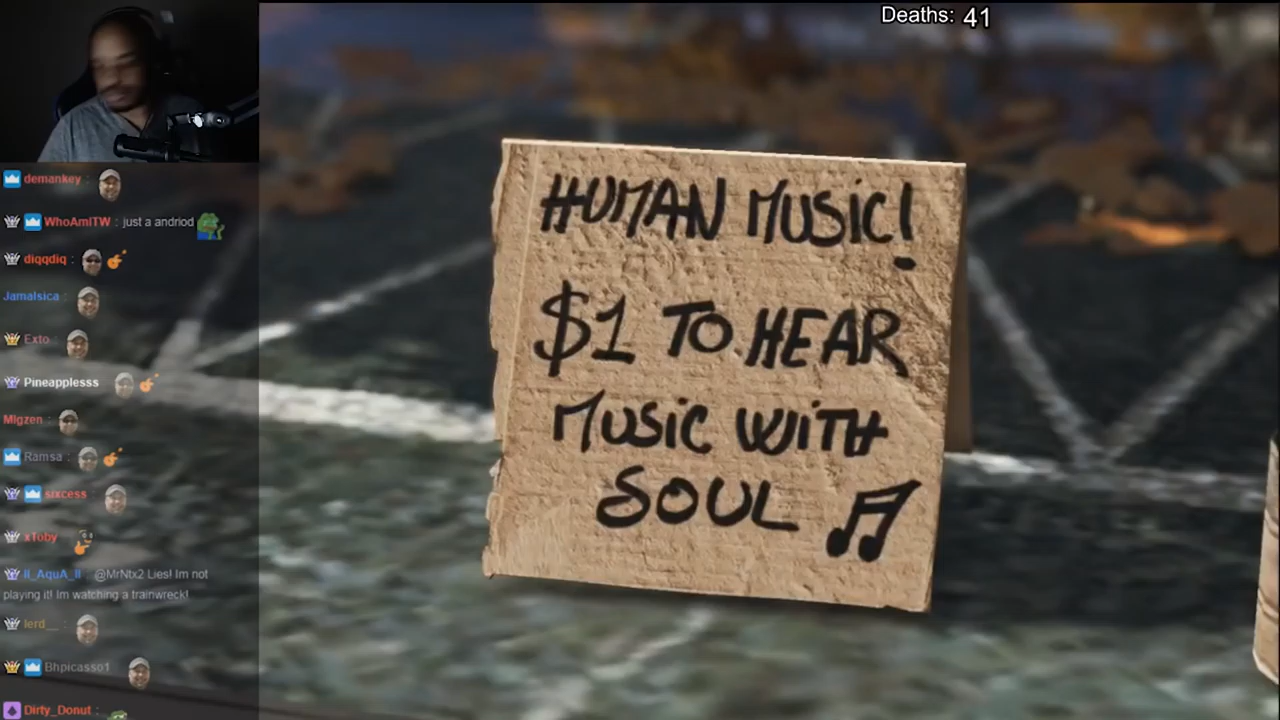 Deaths: 41
demankey :
WhoAmITW : just a andriod
diqqdiq :
Jamalsica :
Exto :
Pineapplesss
Migzen :
Ramsa :
sixcess
xToby :
li_AquA_li : @MrNtx2 Lies! Im not
playing it! Im watching a trainwreck!
lerd__ :
Bhpicasso1
Dirty_Donut :
HUMAN MUSIC!
$1 TO HEAR
MUSIC WITH
SOUL